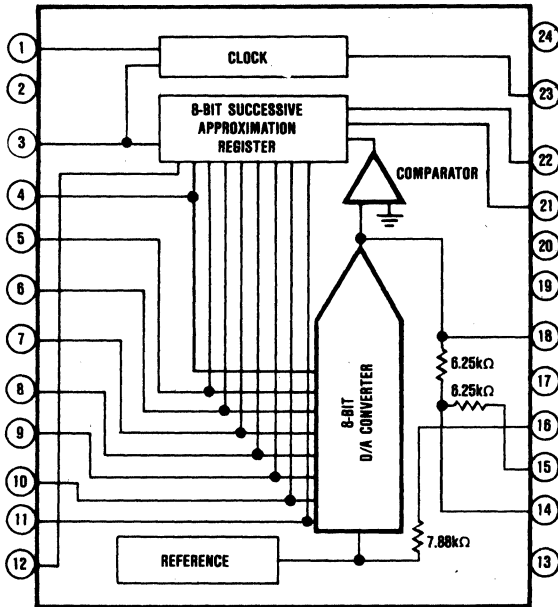 1
24
CLOCK
2
23
8-BIT SUCCESSIVE
APPROXIMATION
REGISTER
3
22
COMPARATOR
4
21
5
20
6
19
7
18
6.25kΩ
8
17
6.25kΩ
8-BIT
D/A CONVERTER
9
16
10
15
11
14
7.88kΩ
12
REFERENCE
13